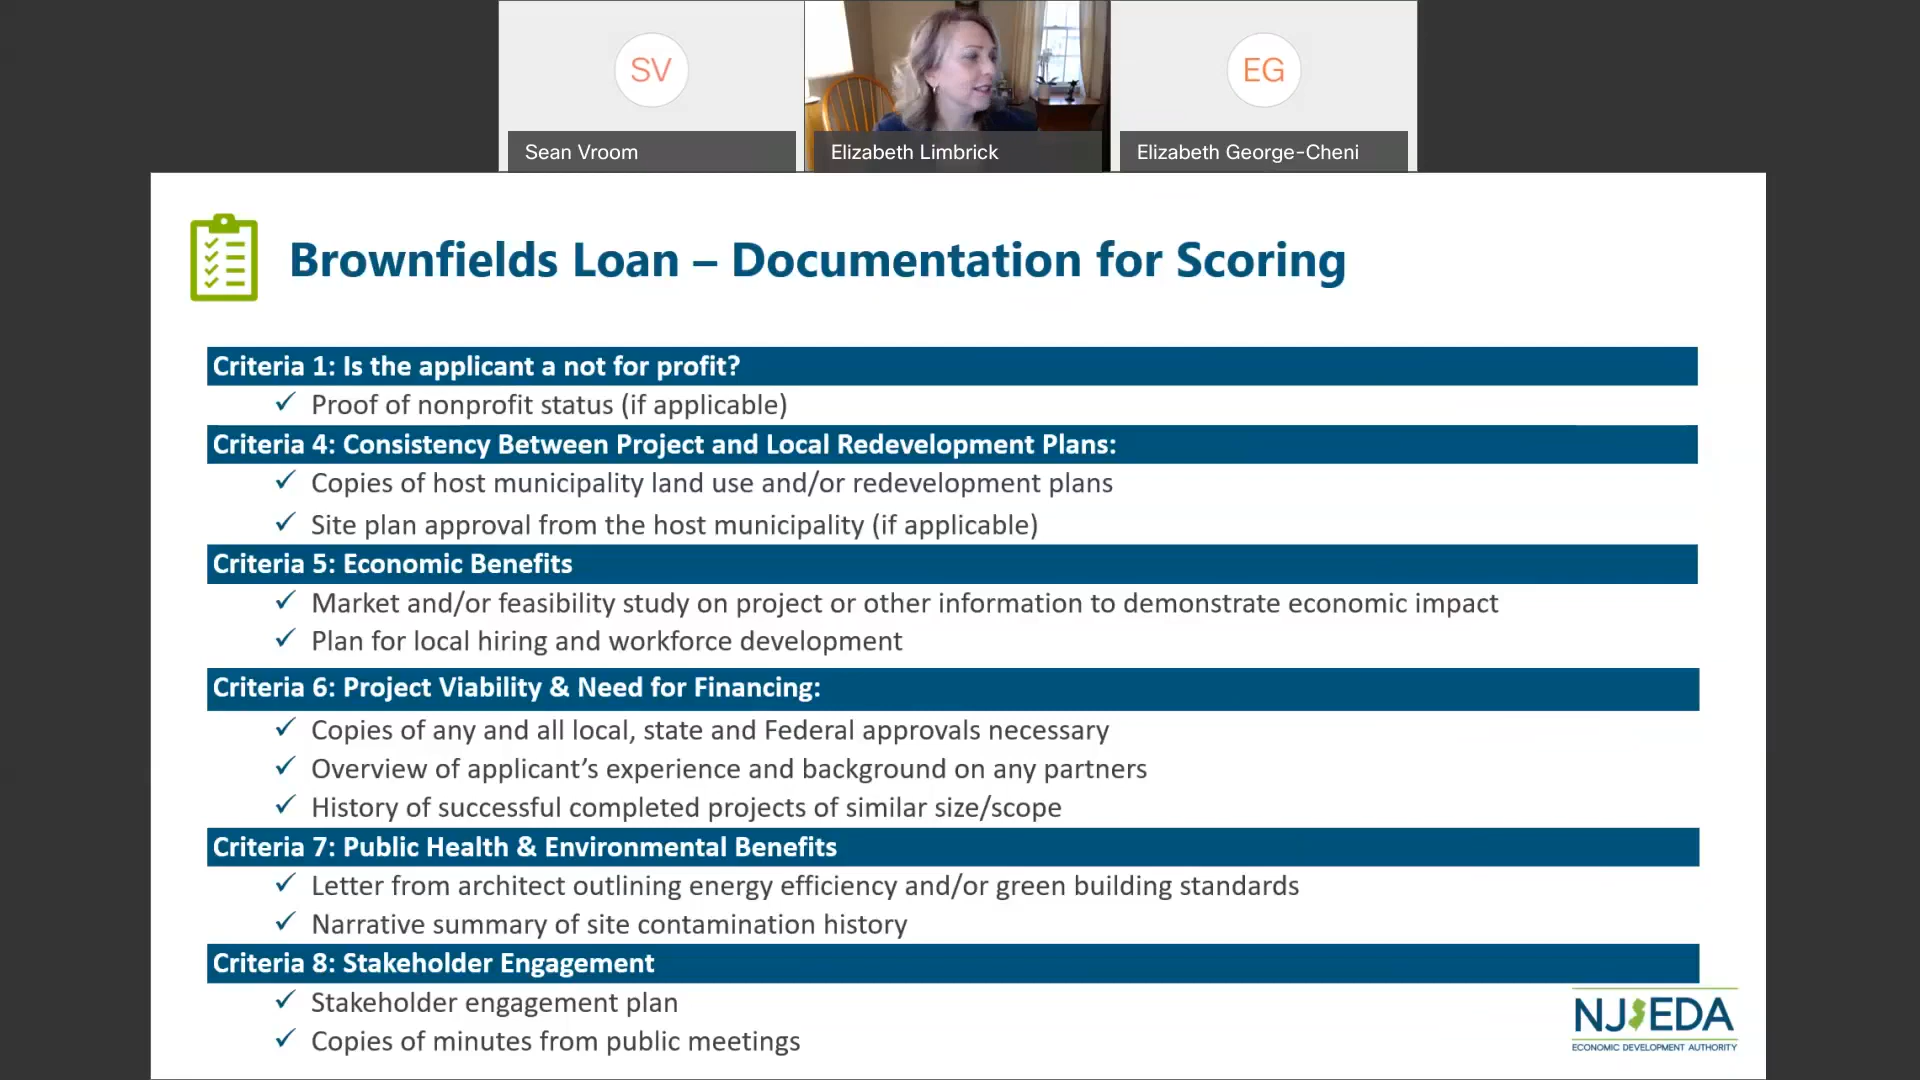 SV
EG
Sean Vroom
Elizabeth Limbrick
Elizabeth George-Cheni
Brownfields Loan – Documentation for Scoring
Criteria 1: Is the applicant a not for profit?
✓ Proof of nonprofit status (if applicable)
Criteria 4: Consistency Between Project and Local Redevelopment Plans:
✓ Copies of host municipality land use and/or redevelopment plans
✓ Site plan approval from the host municipality (if applicable)
Criteria 5: Economic Benefits
✓ Market and/or feasibility study on project or other information to demonstrate economic impact
✓ Plan for local hiring and workforce development
Criteria 6: Project Viability & Need for Financing:
✓ Copies of any and all local, state and Federal approvals necessary
✓ Overview of applicant’s experience and background on any partners
✓ History of successful completed projects of similar size/scope
Criteria 7: Public Health & Environmental Benefits
✓ Letter from architect outlining energy efficiency and/or green building standards
✓ Narrative summary of site contamination history
Criteria 8: Stakeholder Engagement
✓ Stakeholder engagement plan
✓ Copies of minutes from public meetings
NJEDA
ECONOMIC DEVELOPMENT AUTHORITY